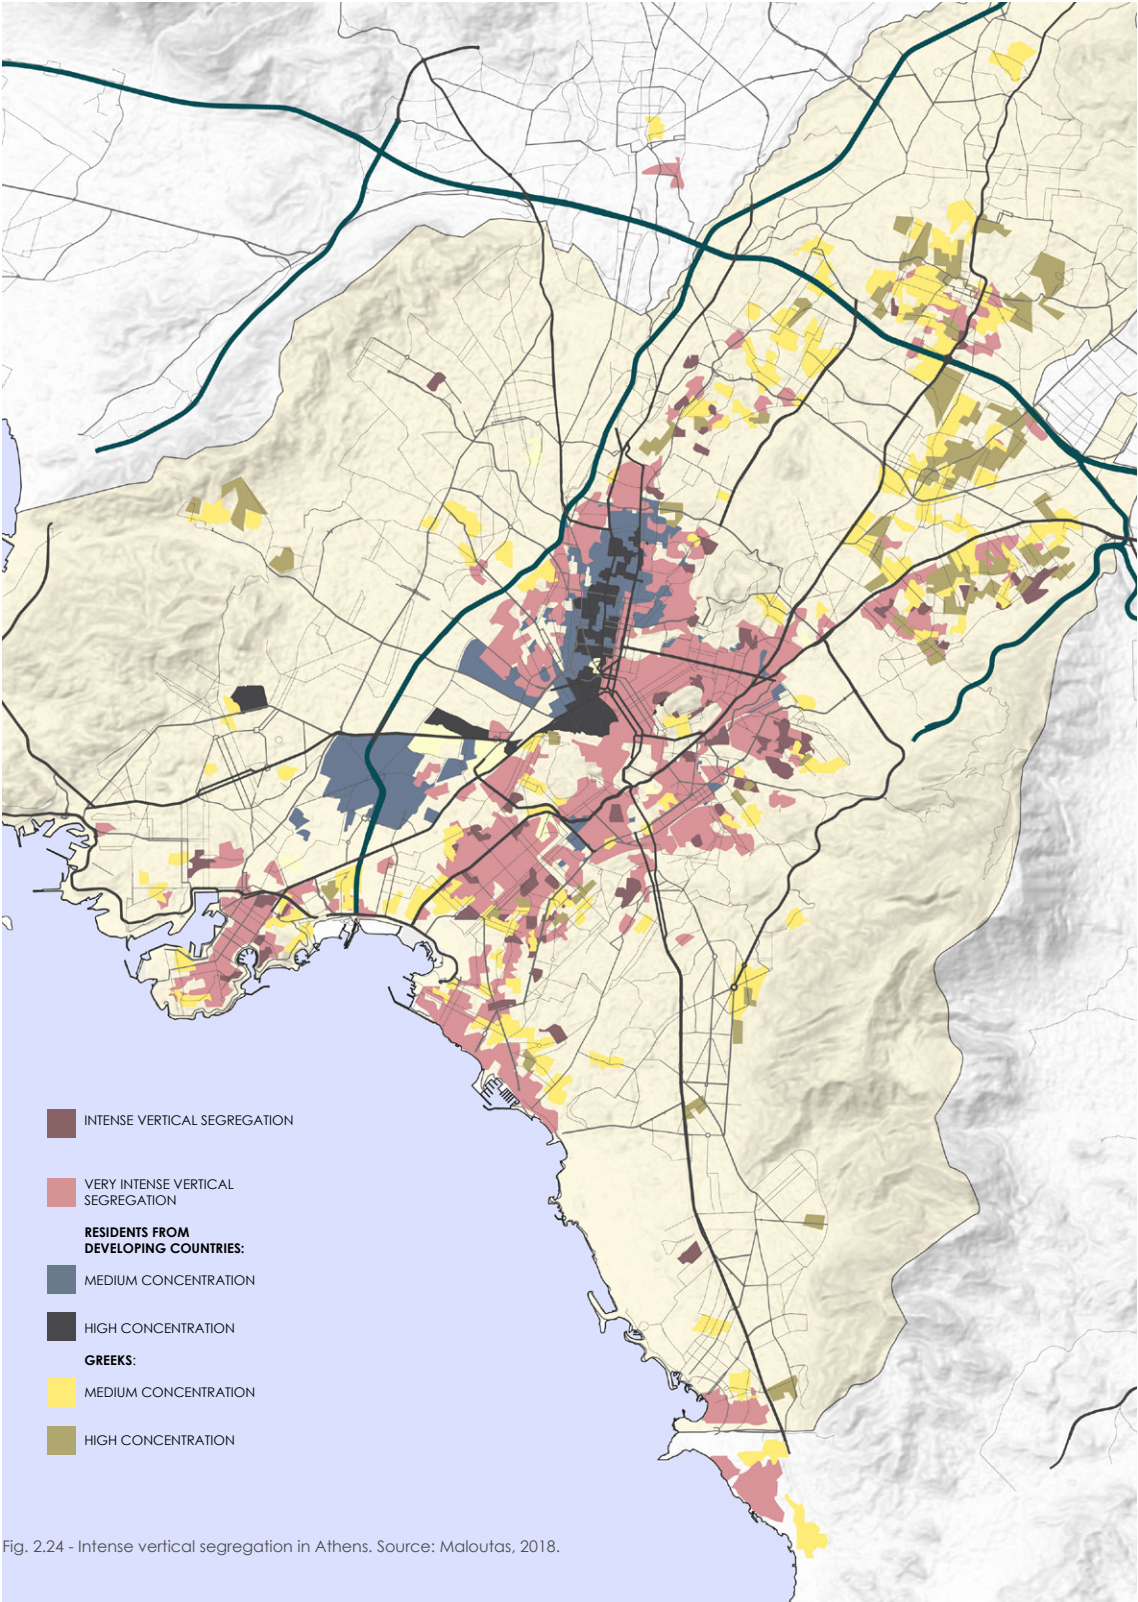 INTENSE VERTICAL SEGREGATION
VERY INTENSE VERTICAL
SEGREGATION
RESIDENTS FROM
DEVELOPING COUNTRIES:
MEDIUM CONCENTRATION
HIGH CONCENTRATION
GREEKS:
MEDIUM CONCENTRATION
HIGH CONCENTRATION
Fig. 2.24 - Intense vertical segregation in Athens. Source: Maloutas, 2018.